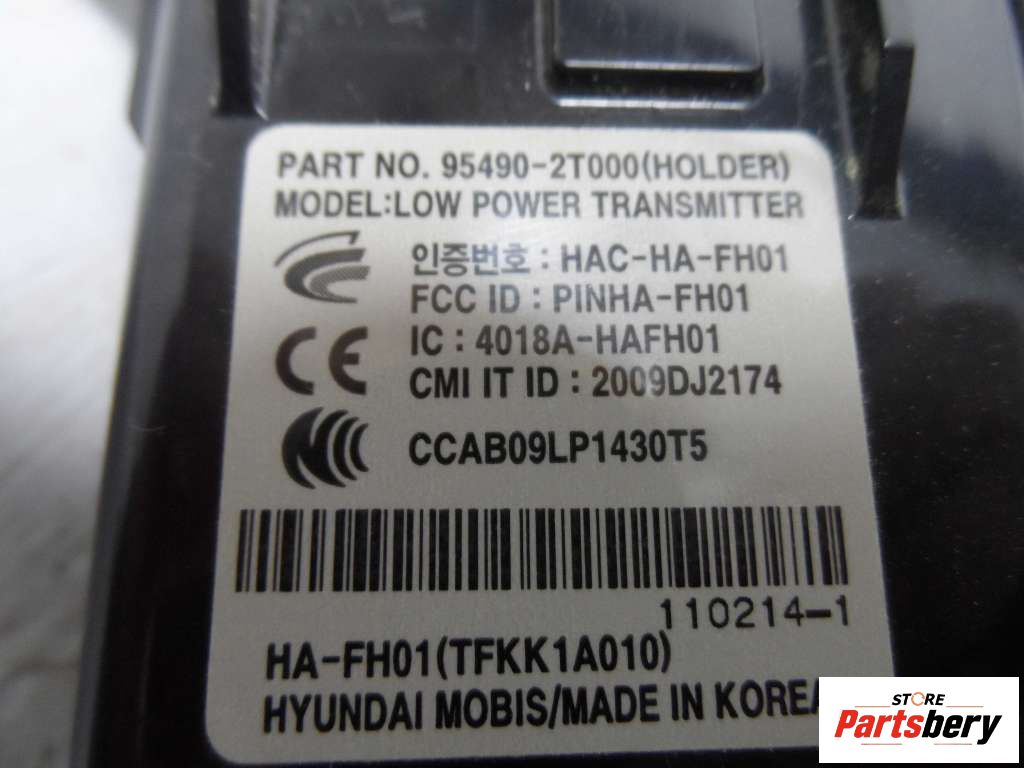 PART NO. 95490-2T000(HOLDER)
MODEL:LOW POWER TRANSMITTER
인증번호 : HAC-HA-FH01
FCC ID : PINHA-FH01
IC : 4018A-HAFH01
CE
CMI IT ID : 2009DJ2174
CCAB09LP1430T5
110214-1
HA-FH01(TFKK1A010)
HYUNDAI MOBIS/MADE IN KOREA
STORE
Partsbery